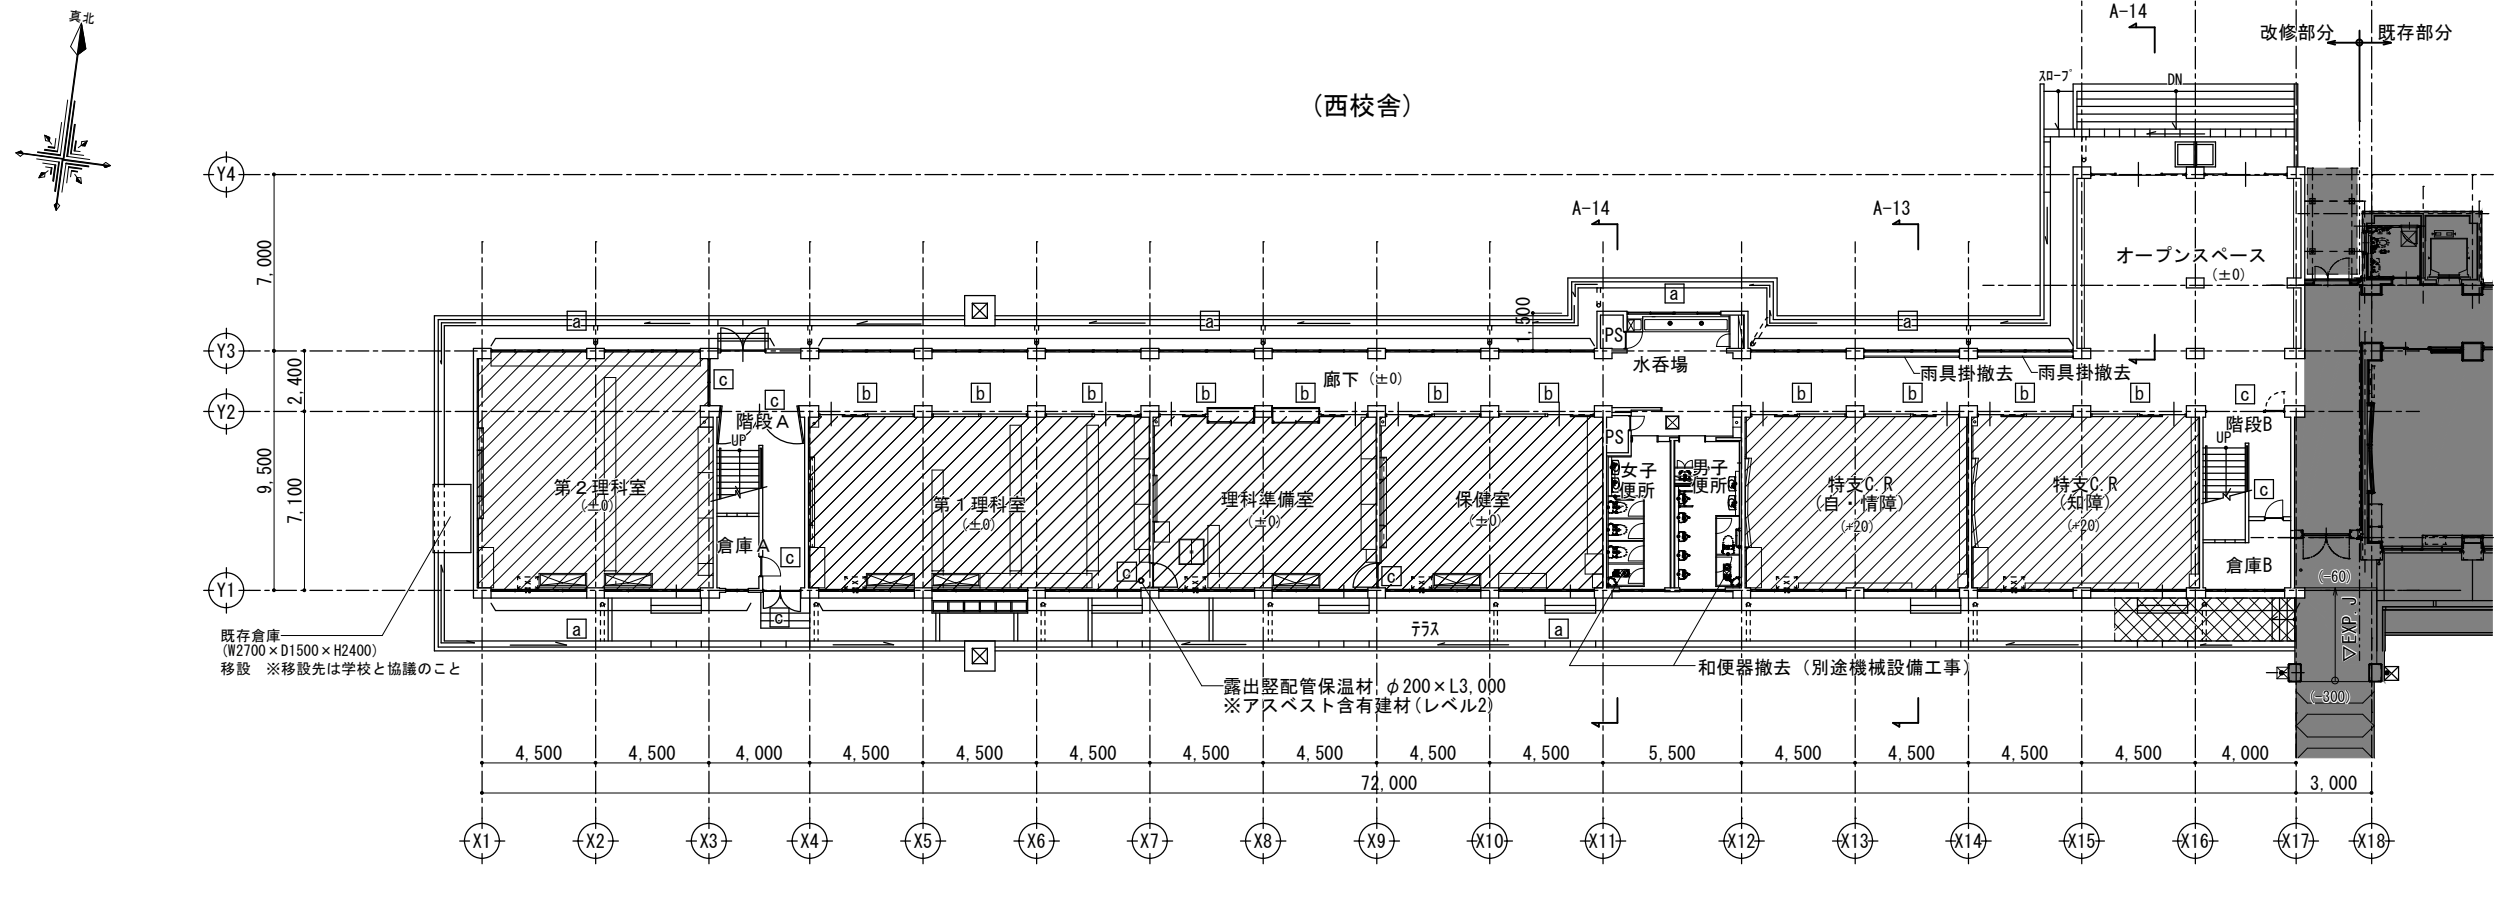 真北
A-14
改修部分
既存部分
(西校舎)
スロープ
DN
Y4
A-14
A-13
オープンスペース
(±0)
7,000
1,500
a
a
a
a
PS
水呑場
Y3
2,400
c
c
廊下 (±0)
雨具掛撤去
雨具掛撤去
b
b
b
b
b
b
b
b
b
b
b
c
Y2
階段A
UP
PS
階段B
UP
9,500
7,100
第2理科室
(±0)
第1理科室
(±0)
理科準備室
(±0)
保健室
(±0)
女子
便所
男子
便所
特支C.R
(自・情障)
(+20)
特支C.R
(知障)
(+20)
c
倉庫A
c
c
c
倉庫B
(-60)
Y1
c
a
テラス
a
▽EXP.J
(-300)
既存倉庫
(W2700×D1500×H2400)
移設 ※移設先は学校と協議のこと
和便器撤去(別途機械設備工事)
露出竪配管保温材 φ200×L3,000
※アスベスト含有建材(レベル2)
4,500
4,500
4,000
4,500
4,500
4,500
4,500
4,500
4,500
4,500
5,500
4,500
4,500
4,500
4,500
4,000
72,000
3,000
X1
X2
X3
X4
X5
X6
X7
X8
X9
X10
X11
X12
X13
X14
X15
X16
X17
X18